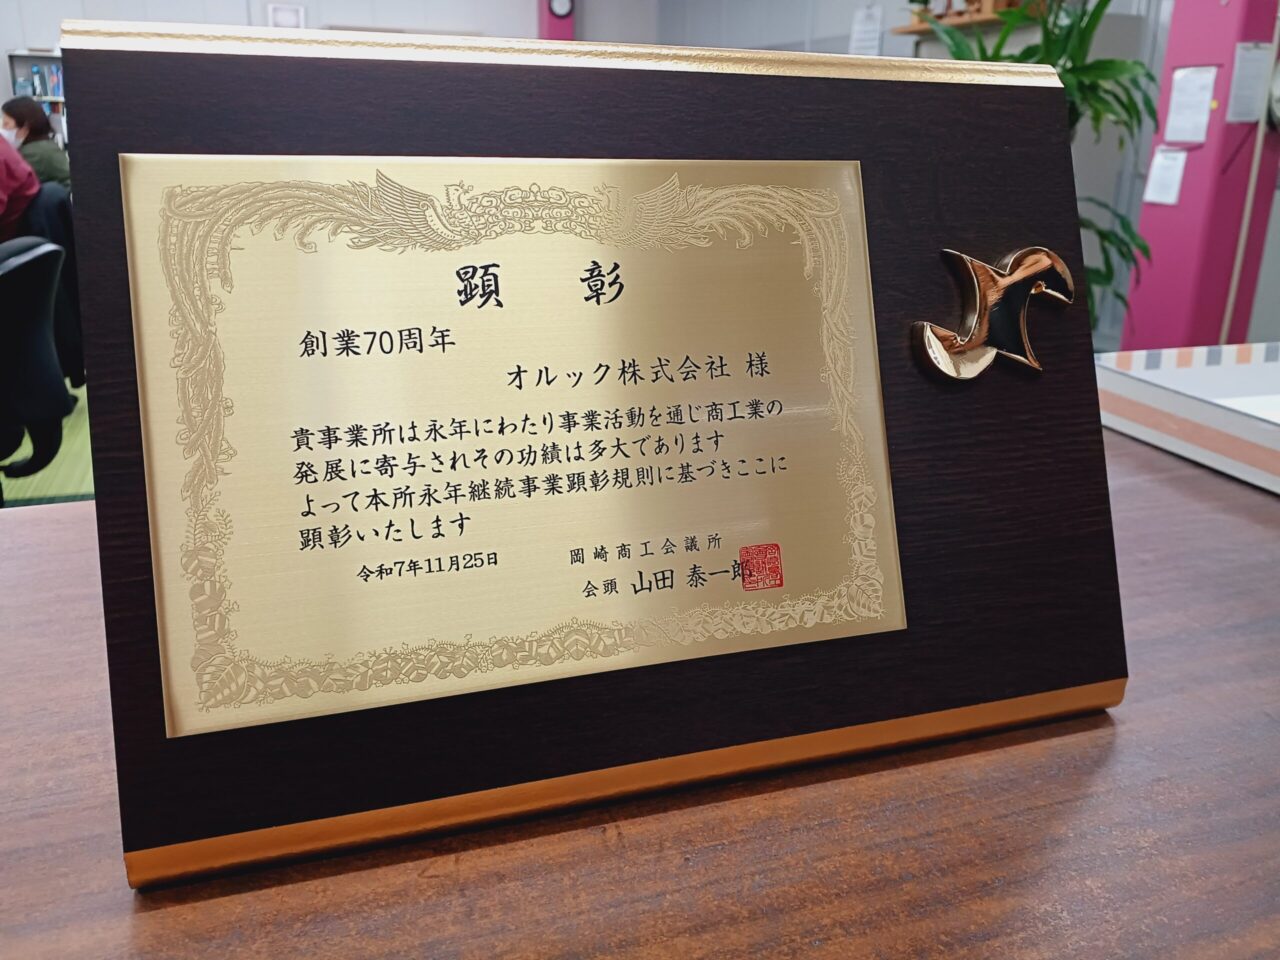 顕彰
創業70周年
オルック株式会社 様
貴事業所は永年にわたり事業活動を通じ商工業の
発展に寄与されその功績は多大であります
よって本所永年継続事業顕彰規則に基づきここに
顕彰いたします
令和7年11月25日
岡崎商工会議所
会頭 山田 泰一郎